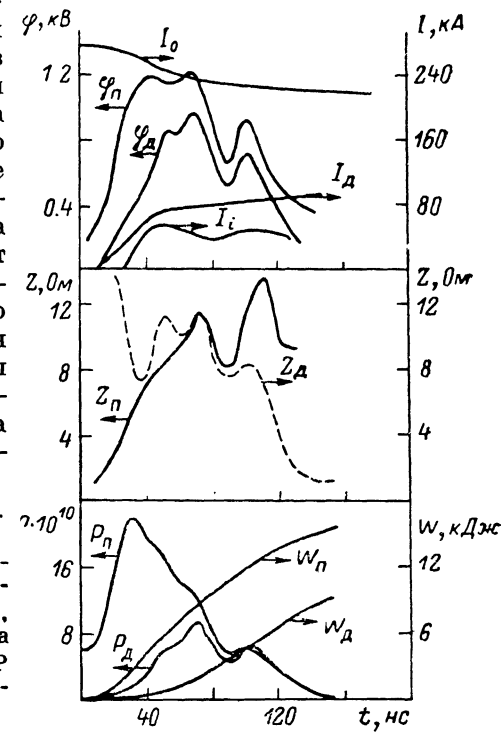 φ, кВ
I, кА
I₀
1 2
240
φп
φд
160
Iд
0.4
80
Ii
Z, Ом
Z, Ом
12
12
8
8
Zд
Zп
4
4
·10¹⁰
W, кДж
Pп
16
Wп
12
8
Pд
Wд
6
40
120
t, нс